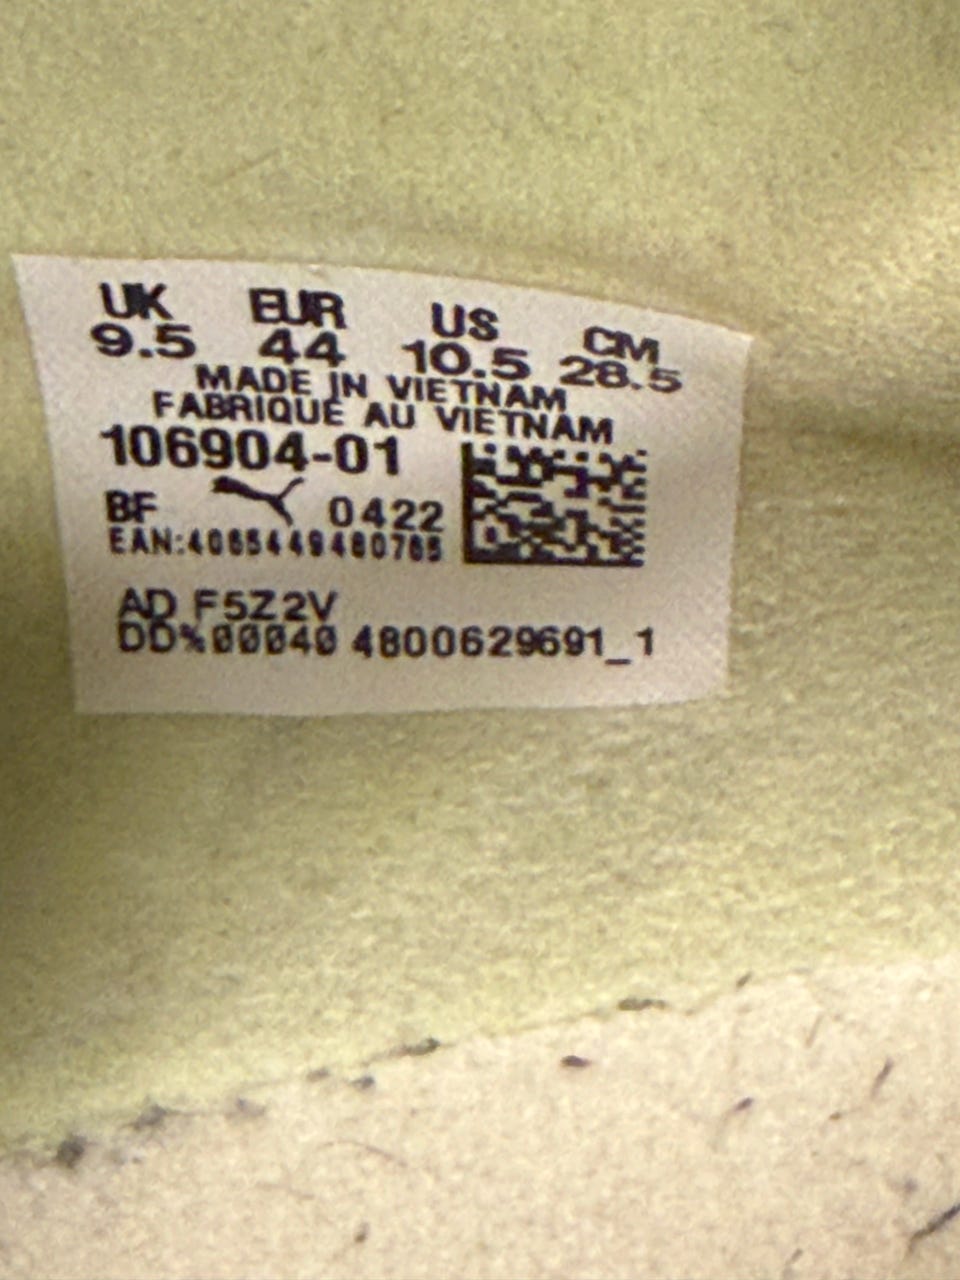 UK EUR US CM
9.5 44 10.5 28.5
MADE IN VIETNAM
FABRIQUE AU VIETNAM
106904-01
BF 0422
EAN:4065449480765
AD F5Z2V
DD%00040 4800629691_1